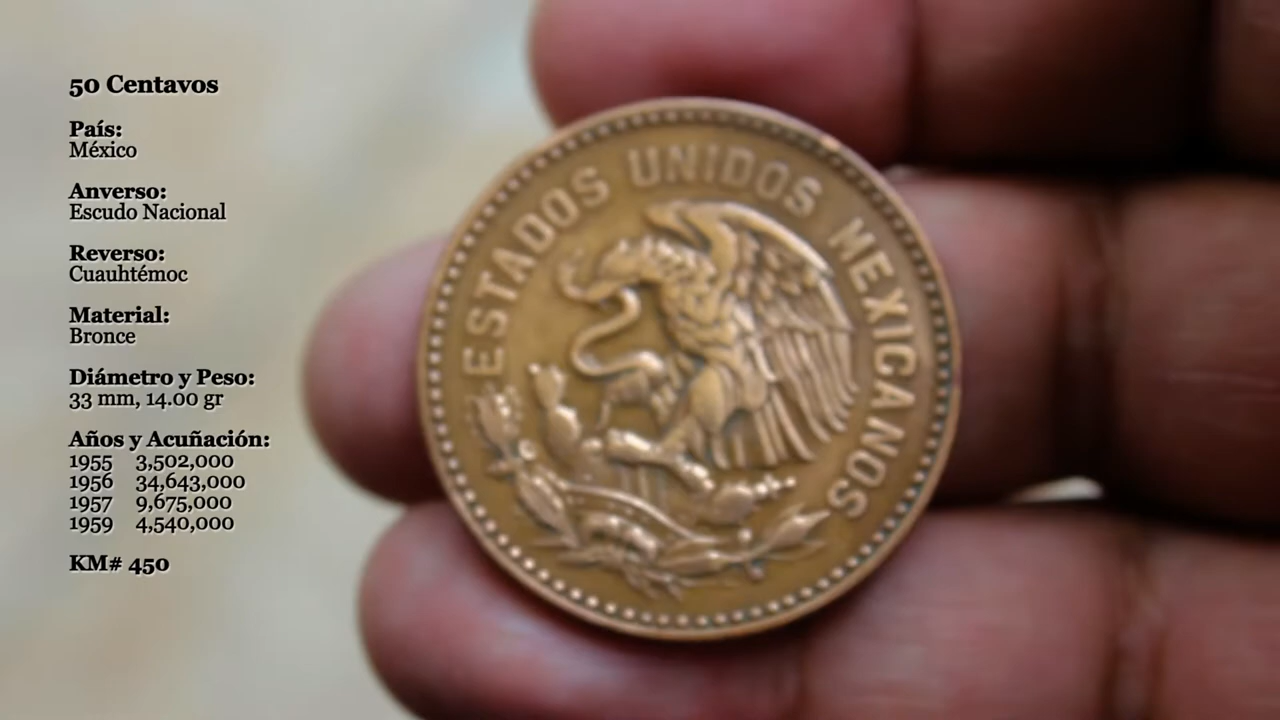 50 Centavos
País:
México
Anverso:
Escudo Nacional
Reverso:
Cuauhtémoc
Material:
Bronce
Diámetro y Peso:
33 mm, 14.00 gr
Años y Acuñación:
1955 3,502,000
1956 34,643,000
1957 9,675,000
1959 4,540,000
KM# 450
ESTADOS UNIDOS MEXICANOS